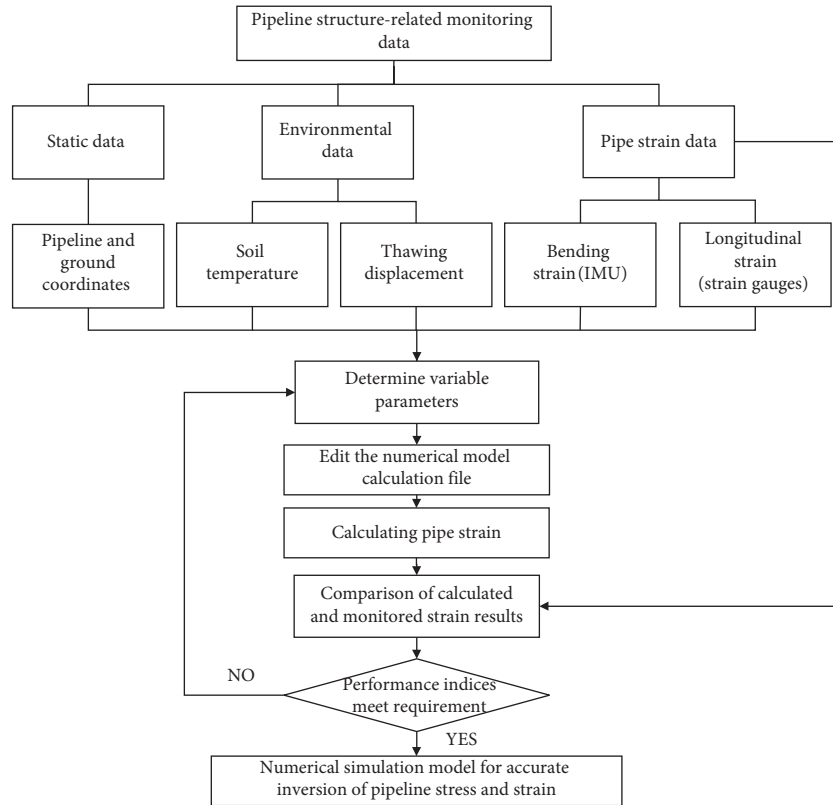 Pipeline structure-related monitoring
data
Static data
Environmental
data
Pipe strain data
Pipeline and
ground
coordinates
Soil
temperature
Thawing
displacement
Bending
strain (IMU)
Longitudinal
strain
(strain gauges)
Determine variable
parameters
Edit the numerical model
calculation file
Calculating pipe strain
Comparison of calculated
and monitored strain results
NO
Performance indices
meet requirement
YES
Numerical simulation model for accurate
inversion of pipeline stress and strain